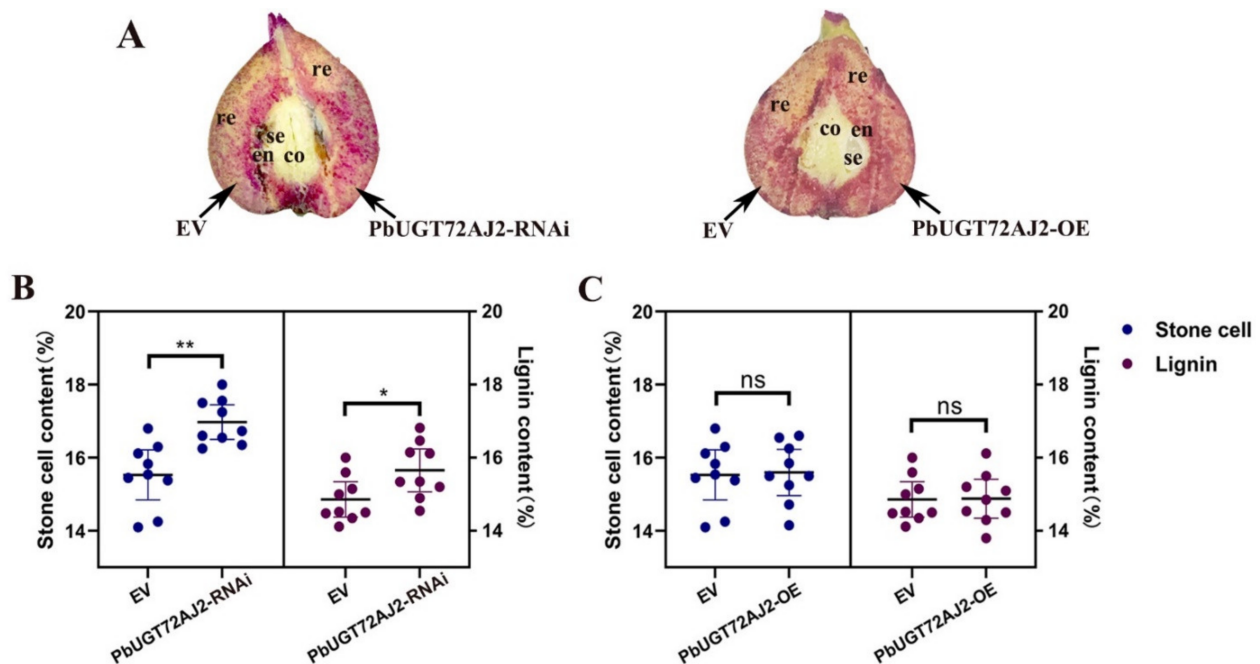 A
re
re
se
en
co
EV
PbUGT72AJ2-RNAi
re
re
co
en
se
EV
PbUGT72AJ2-OE
B
Stone cell content(%)
20
18
16
14
**
*
20
18
16
14
Lignin content(%)
EV
PbUGT72AJ2-RNAi
EV
PbUGT72AJ2-RNAi
C
Stone cell content(%)
20
18
16
14
ns
ns
20
18
16
14
Lignin content(%)
EV
PbUGT72AJ2-OE
EV
PbUGT72AJ2-OE
Stone cell
Lignin